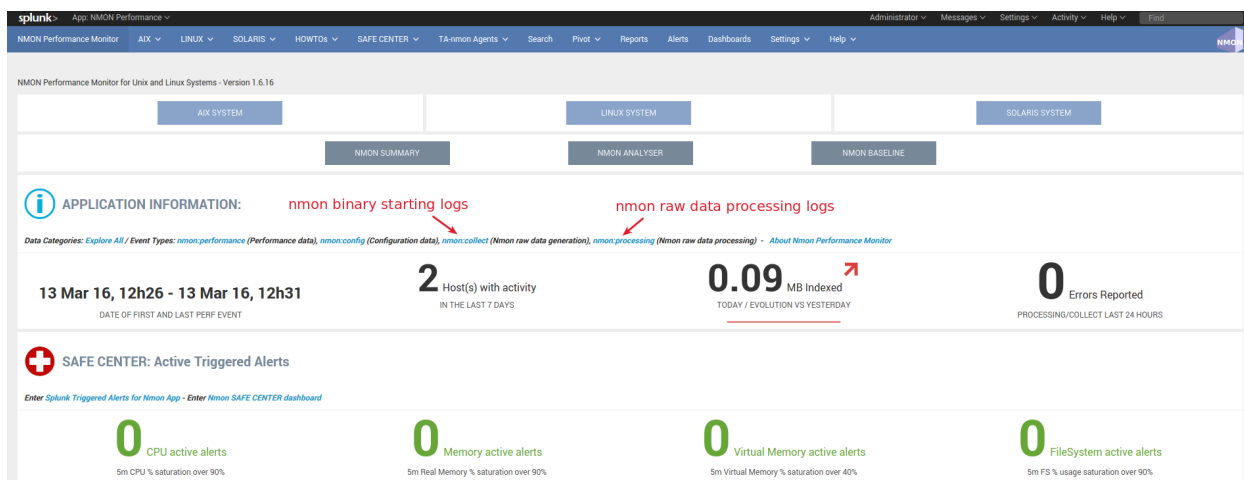 splunk> App: NMON Performance Administrator Messages Settings Activity Help Find
NMON Performance Monitor AIX LINUX SOLARIS HOWTOs SAFE CENTER TA-nmon Agents Search Pivot Reports Alerts Dashboards Settings Help NMON
NMON Performance Monitor for Unix and Linux Systems - Version 1.6.16
AIX SYSTEM LINUX SYSTEM SOLARIS SYSTEM
NMON SUMMARY NMON ANALYSER NMON BASELINE
APPLICATION INFORMATION: nmon binary starting logs nmon raw data processing logs
Data Categories: Explore All / Event Types: nmon:performance (Performance data), nmon:config (Configuration data), nmon:collect (Nmon raw data generation), nmon:processing (Nmon raw data processing) - About Nmon Performance Monitor
13 Mar 16, 12h26 - 13 Mar 16, 12h31 2 Host(s) with activity 0.09 MB Indexed 0 Errors Reported
DATE OF FIRST AND LAST PERF EVENT IN THE LAST 7 DAYS TODAY / EVOLUTION VS YESTERDAY PROCESSING/COLLECT LAST 24 HOURS
SAFE CENTER: Active Triggered Alerts
Enter Splunk Triggered Alerts for Nmon App - Enter Nmon SAFE CENTER dashboard
0 CPU active alerts 0 Memory active alerts 0 Virtual Memory active alerts 0 FileSystem active alerts
5m CPU % saturation over 90% 5m Real Memory % saturation over 90% 5m Virtual Memory % saturation over 40% 5m FS % usage saturation over 90%